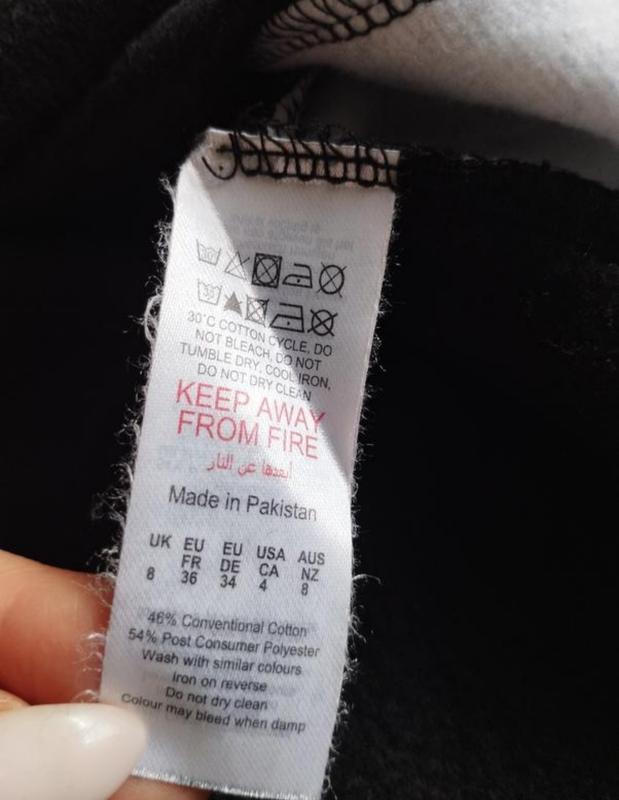 30°C COTTON CYCLE, DO
NOT BLEACH, DO NOT
TUMBLE DRY, COOL IRON,
DO NOT DRY CLEAN
KEEP AWAY
FROM FIRE
أبعدها عن النار
Made in Pakistan
UK EU EU USA AUS
FR DE CA NZ
8 36 34 4 8
46% Conventional Cotton
54% Post Consumer Polyester
Wash with similar colours
Iron on reverse
Do not dry clean
Colour may bleed when damp